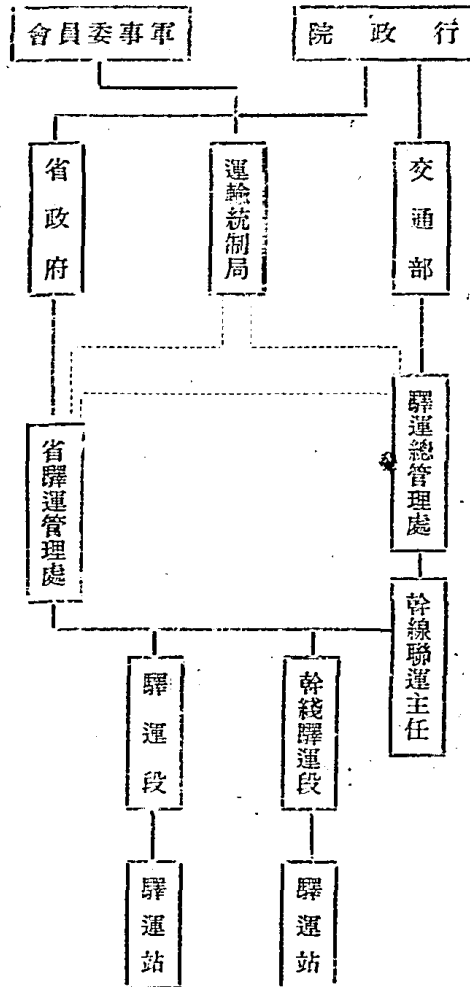 行政院
軍事委員會
交通部
運輸統制局
省政府
驛運總管理處
省驛運管理處
幹線聯運主任
幹綫驛運段
驛運段
驛運站
驛運站